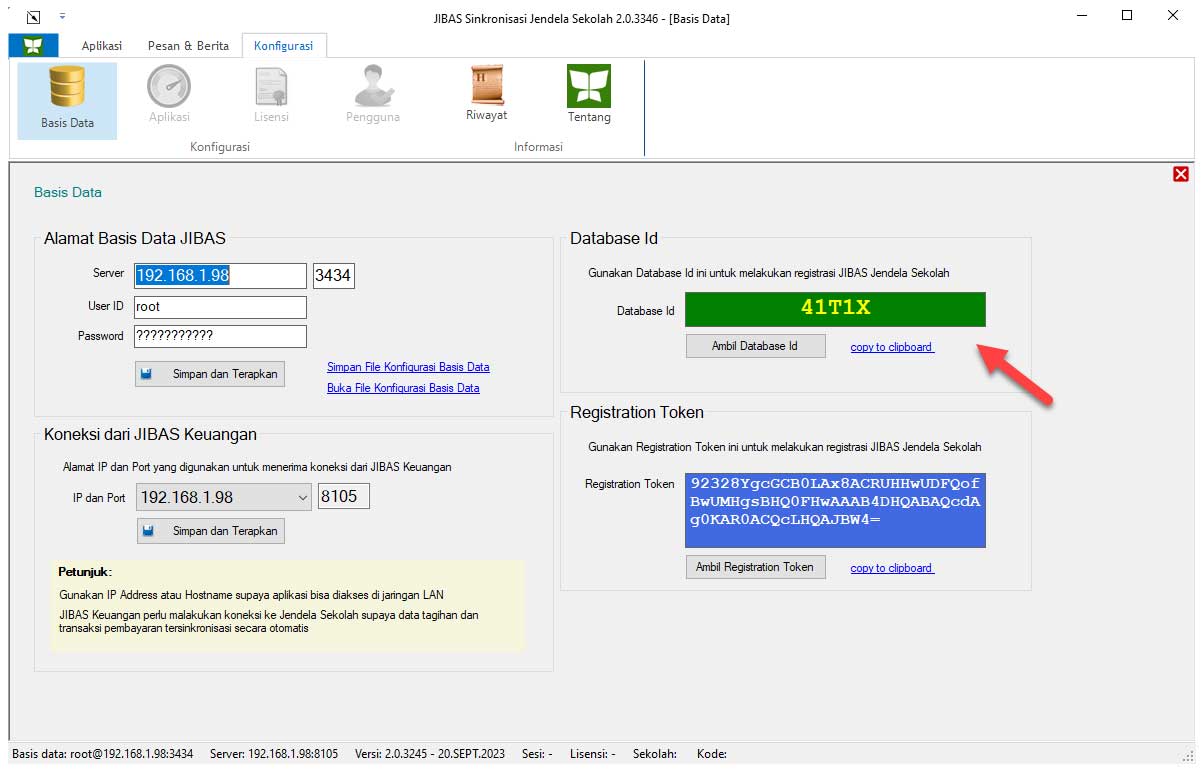 JIBAS Sinkronisasi Jendela Sekolah 2.0.3346 - [Basis Data]
Aplikasi Pesan & Berita Konfigurasi
Basis Data Aplikasi Lisensi Pengguna Riwayat Tentang
Konfigurasi Informasi
Basis Data
Alamat Basis Data JIBAS
Server 192.168.1.98 3434
User ID root
Password ???????????
Simpan dan Terapkan
Simpan File Konfigurasi Basis Data
Buka File Konfigurasi Basis Data
Koneksi dari JIBAS Keuangan
Alamat IP dan Port yang digunakan untuk menerima koneksi dari JIBAS Keuangan
IP dan Port 192.168.1.98 8105
Simpan dan Terapkan
Petunjuk:
Gunakan IP Address atau Hostname supaya aplikasi bisa diakses di jaringan LAN
JIBAS Keuangan perlu malakukan koneksi ke Jendela Sekolah supaya data tagihan dan
transaksi pembayaran tersinkronisasi secara otomatis
Database Id
Gunakan Database Id ini untuk melakukan registrasi JIBAS Jendela Sekolah
Database Id 41T1X
Ambil Database Id copy to clipboard
Registration Token
Gunakan Registration Token ini untuk melakukan registrasi JIBAS Jendela Sekolah
Registration Token 92328YgcGCB0LAx8ACRUHHwUDFQof
BwUMHgsBHQ0FHwAAAB4DHQABAQcdA
g0KAR0ACQcLHQAJBW4=
Ambil Registration Token copy to clipboard
Basis data: root@192.168.1.98:3434 Server: 192.168.1.98:8105 Versi: 2.0.3245 - 20.SEPT.2023 Sesi: - Lisensi: - Sekolah: Kode: